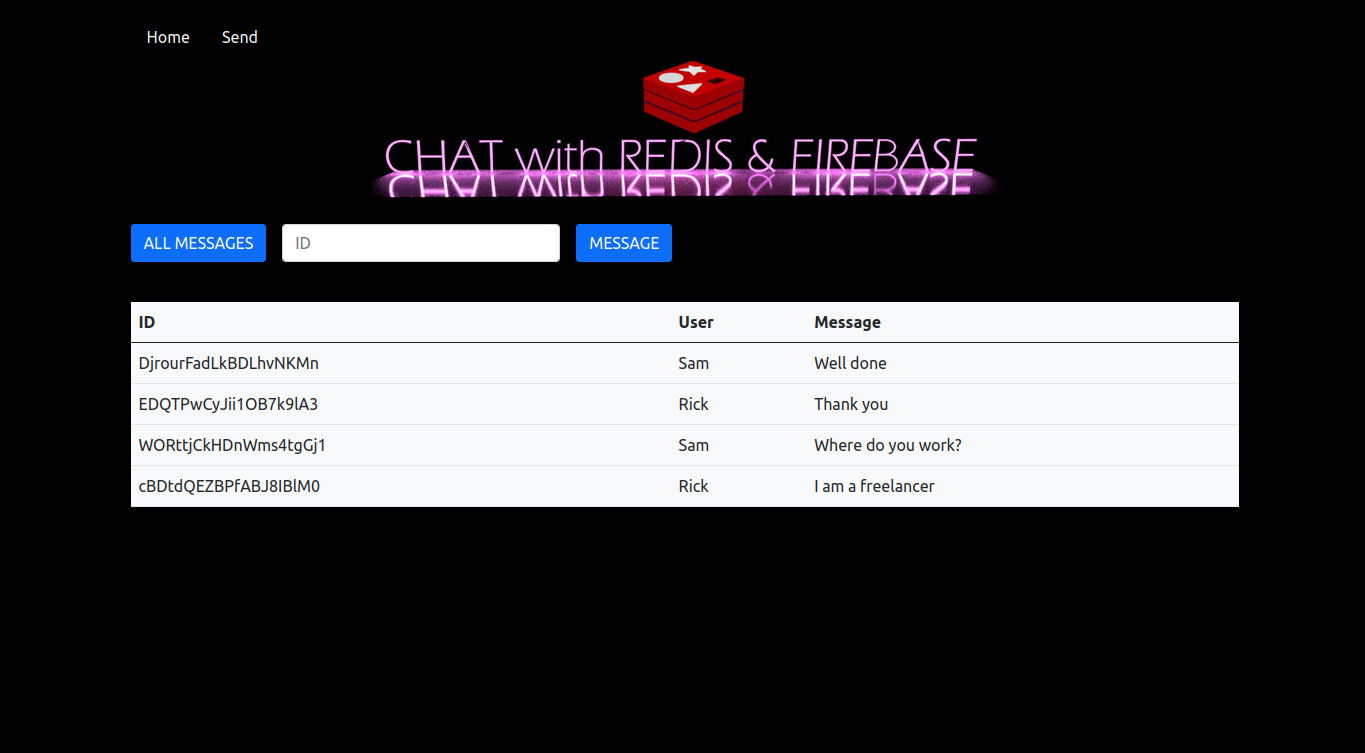 Home Send
CHAT with REDIS & FIREBASE
ALL MESSAGES ID MESSAGE
ID User Message
DjrourFadLkBDLhvNKMn Sam Well done
EDQTPwCyJii1OB7k9lA3 Rick Thank you
WORttjCkHDnWms4tgGj1 Sam Where do you work?
cBDtdQEZBPfABJ8IBlM0 Rick I am a freelancer